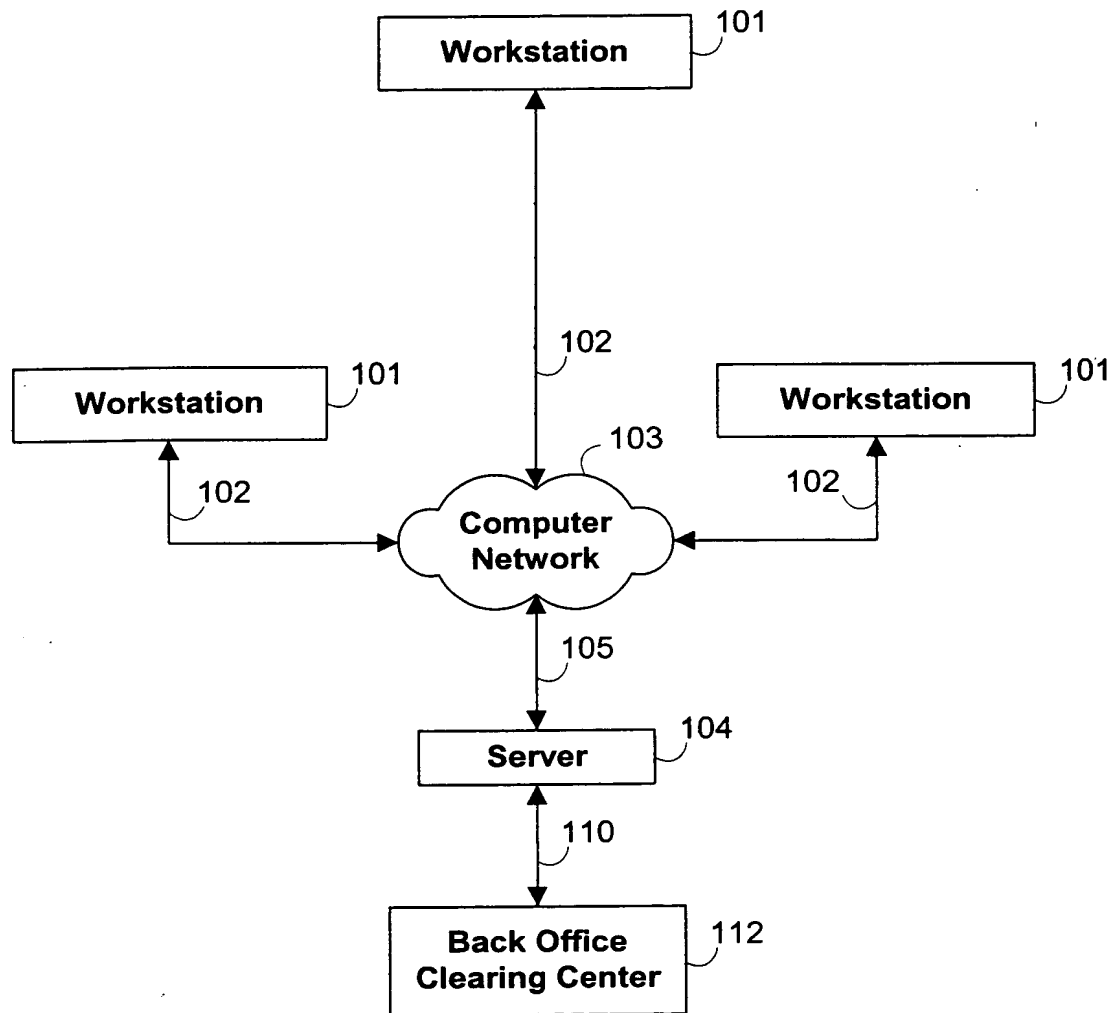 Workstation
101
102
Workstation
101
Workstation
101
103
102
102
Computer
Network
105
Server
104
110
Back Office
Clearing Center
112